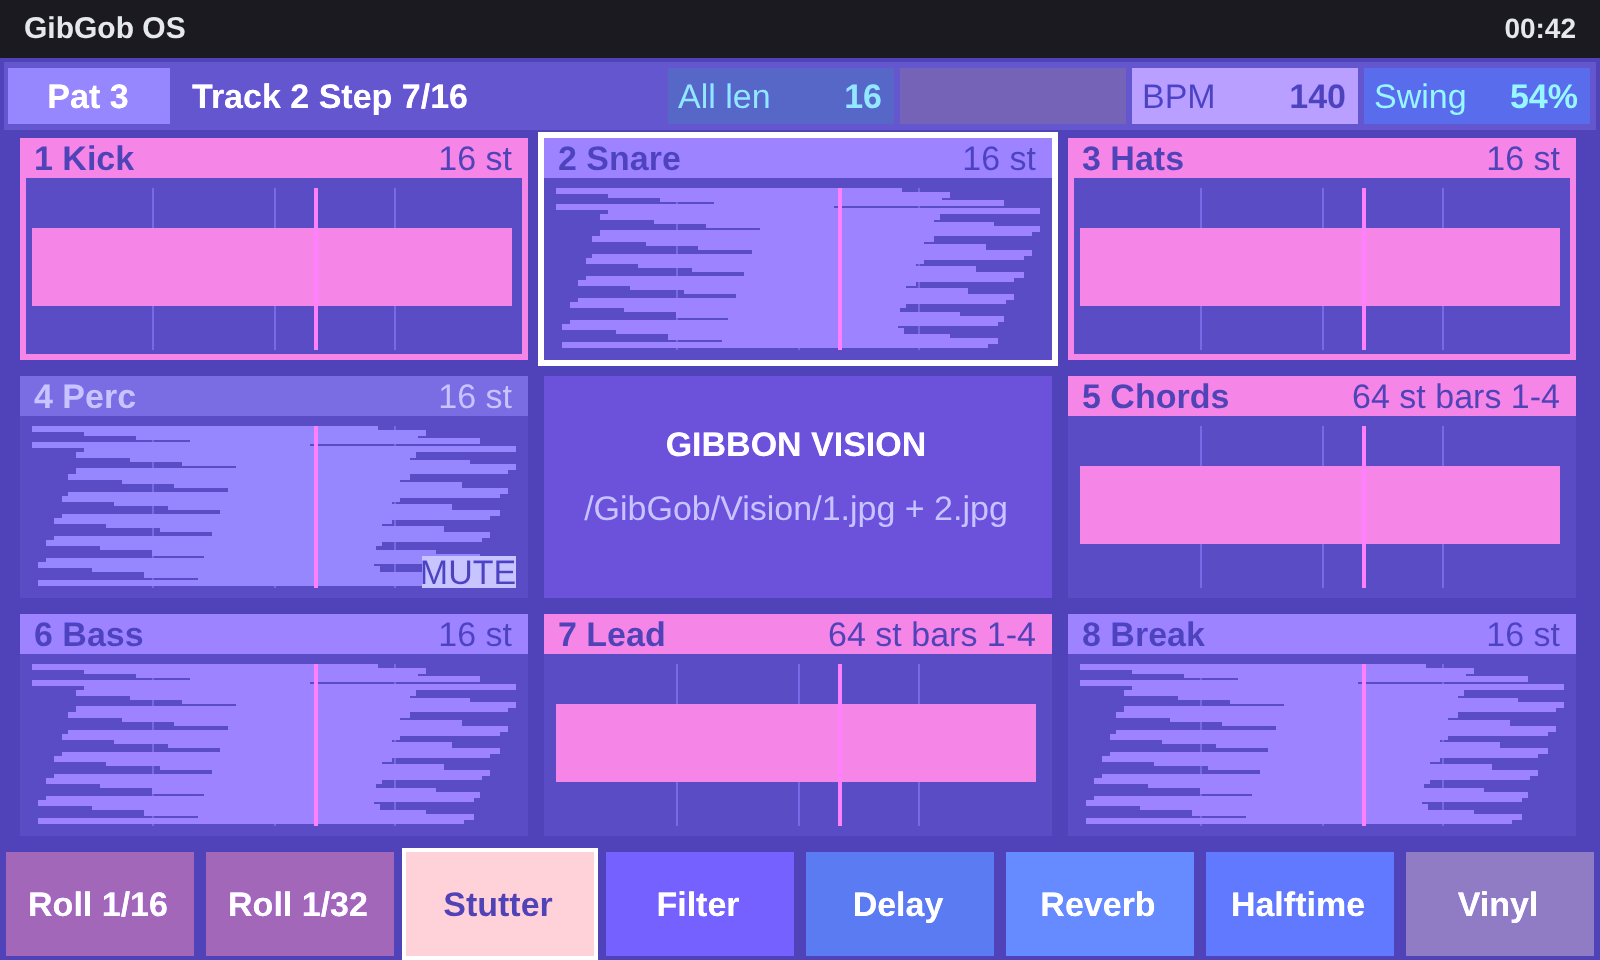 GibGob OS 00:42
Pat 3 Track 2 Step 7/16 All len 16 BPM 140 Swing 54%
1 Kick 16 st 2 Snare 16 st 3 Hats 16 st
4 Perc 16 st 5 Chords 64 st bars 1-4
GIBBON VISION
/GibGob/Vision/1.jpg + 2.jpg
MUTE
6 Bass 16 st 7 Lead 64 st bars 1-4 8 Break 16 st
Roll 1/16 Roll 1/32 Stutter Filter Delay Reverb Halftime Vinyl